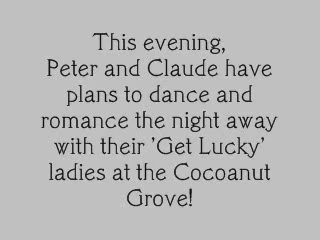 This evening,
Peter and Claude have
plans to dance and
romance the night away
with their 'Get Lucky'
ladies at the Cocoanut
Grove!